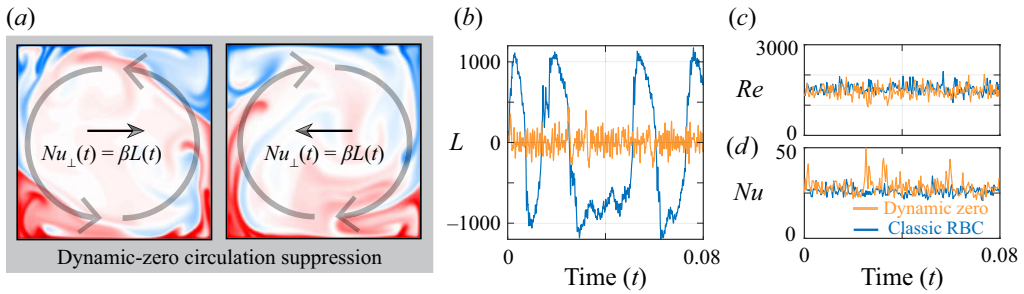 (a)
Nu⊥(t) = βL(t)
Nu⊥(t) = βL(t)
Dynamic-zero circulation suppression
(b)
1000
L 0
−1000
0 0.08
Time (t)
(c)
3000
Re
0
(d)
50
Nu
Dynamic zero
Classic RBC
0
0 0.08
Time (t)